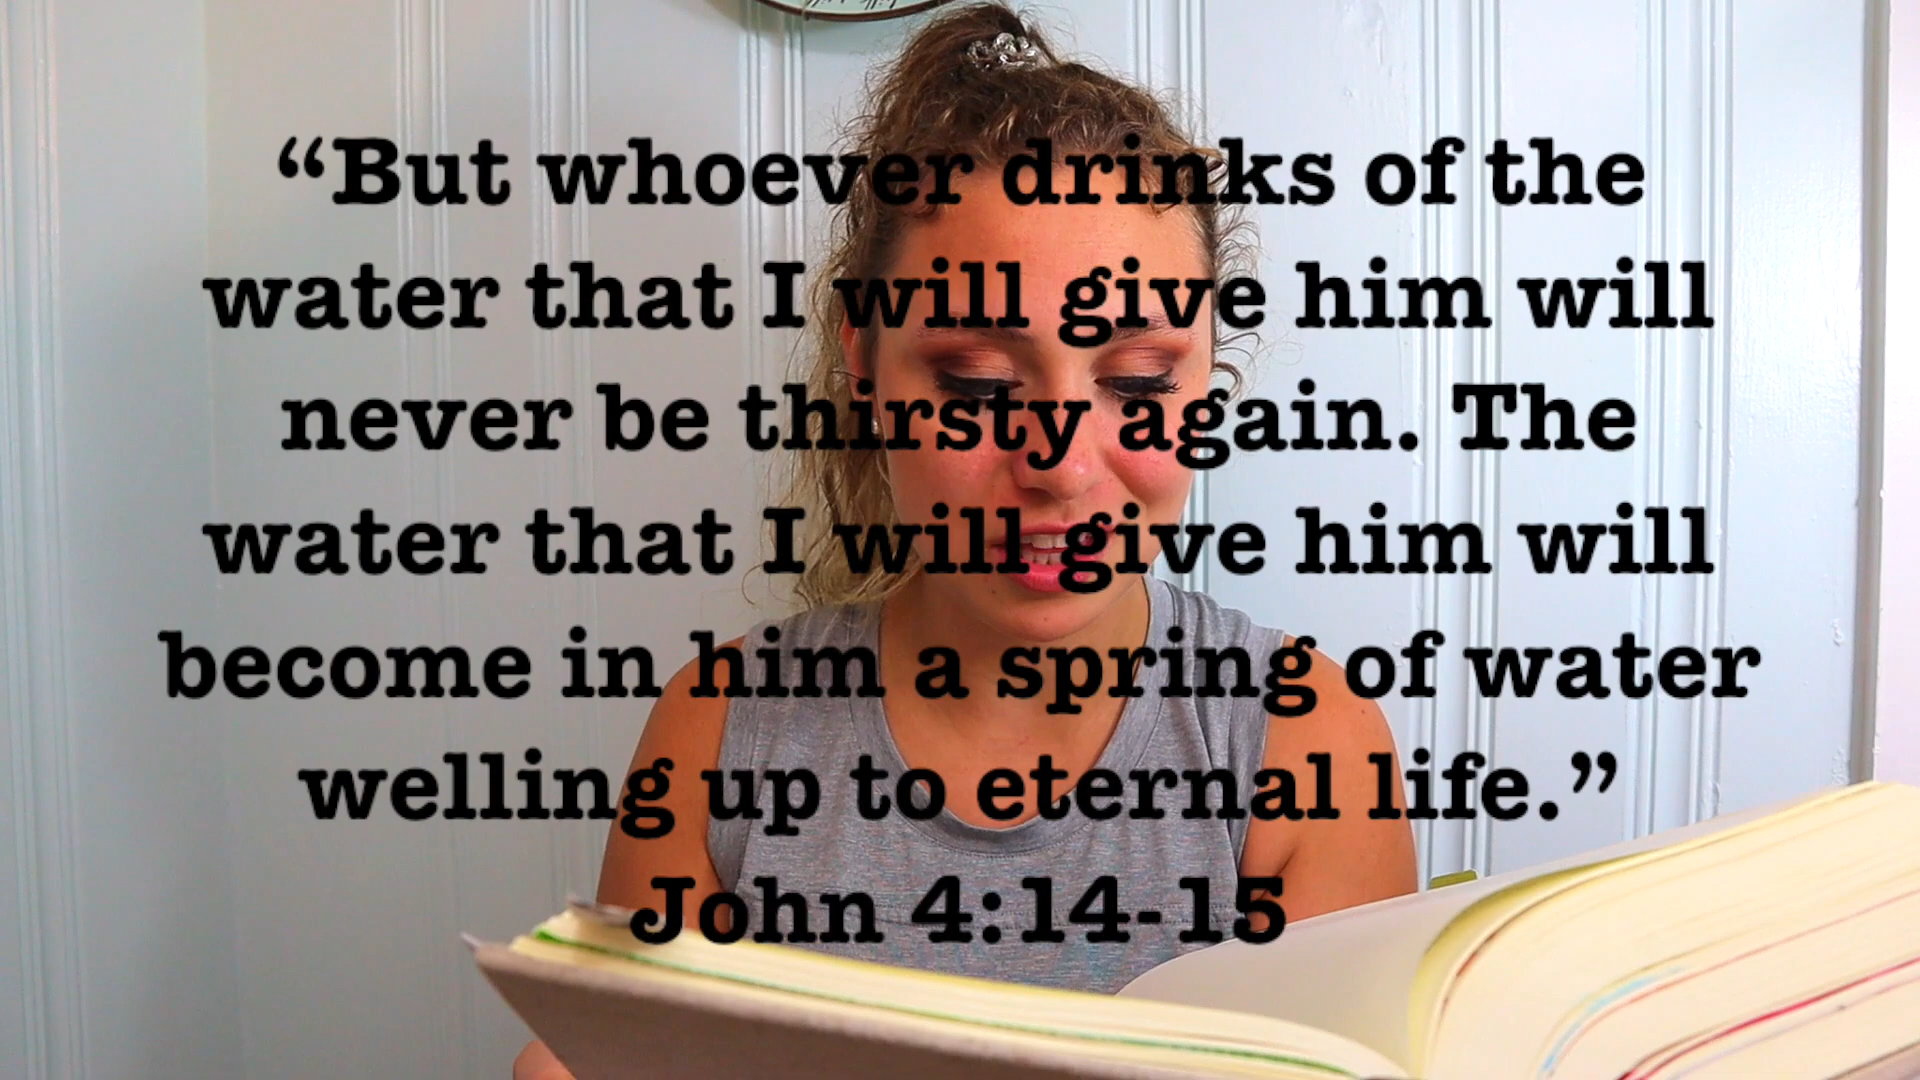 “But whoever drinks of the
water that I will give him will
never be thirsty again. The
water that I will give him will
become in him a spring of water
welling up to eternal life.”
John 4:14-15